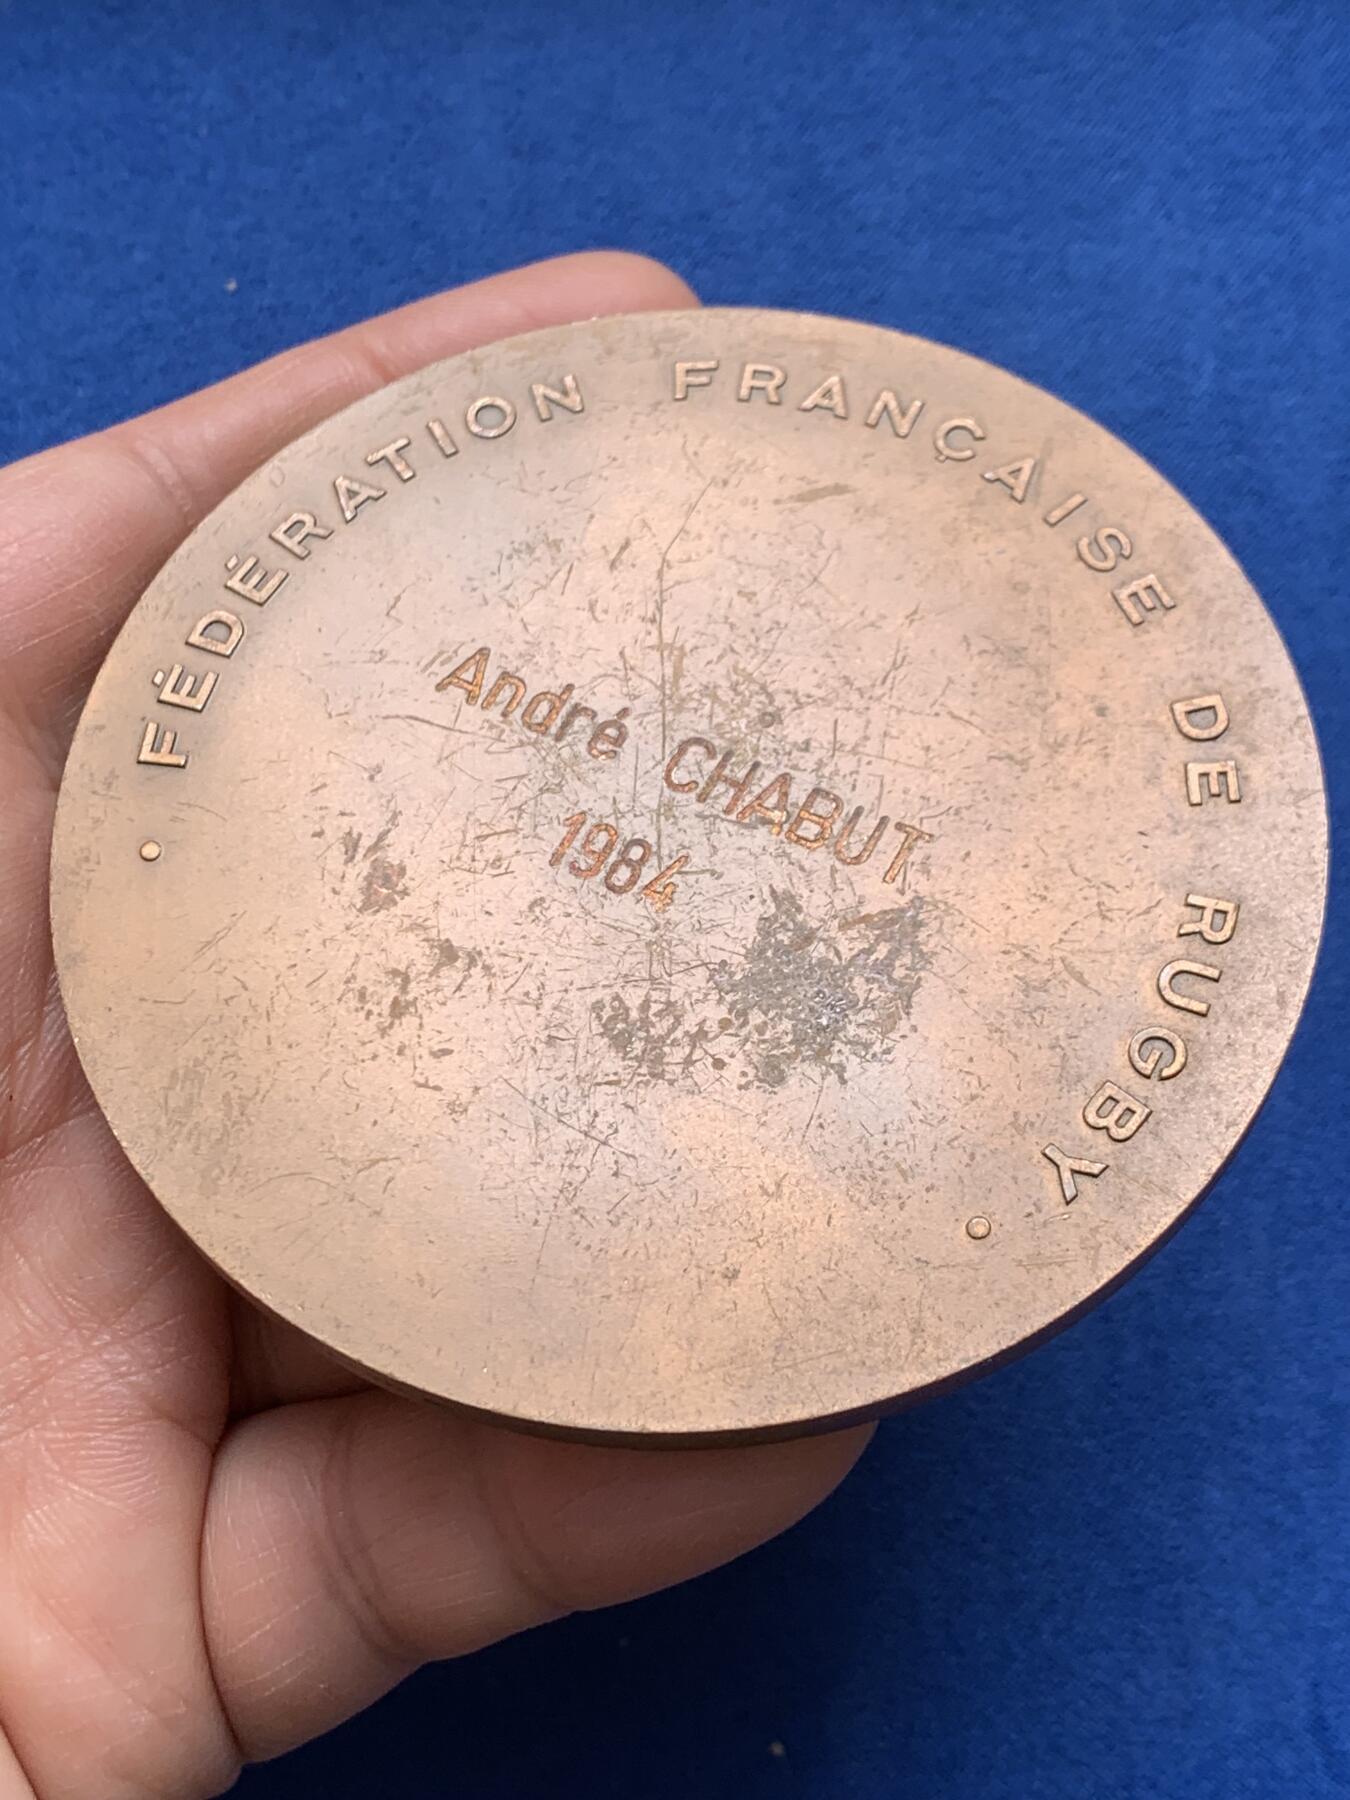 • FÉDÉRATION FRANÇAISE DE RUGBY •
André CHABUT
1984